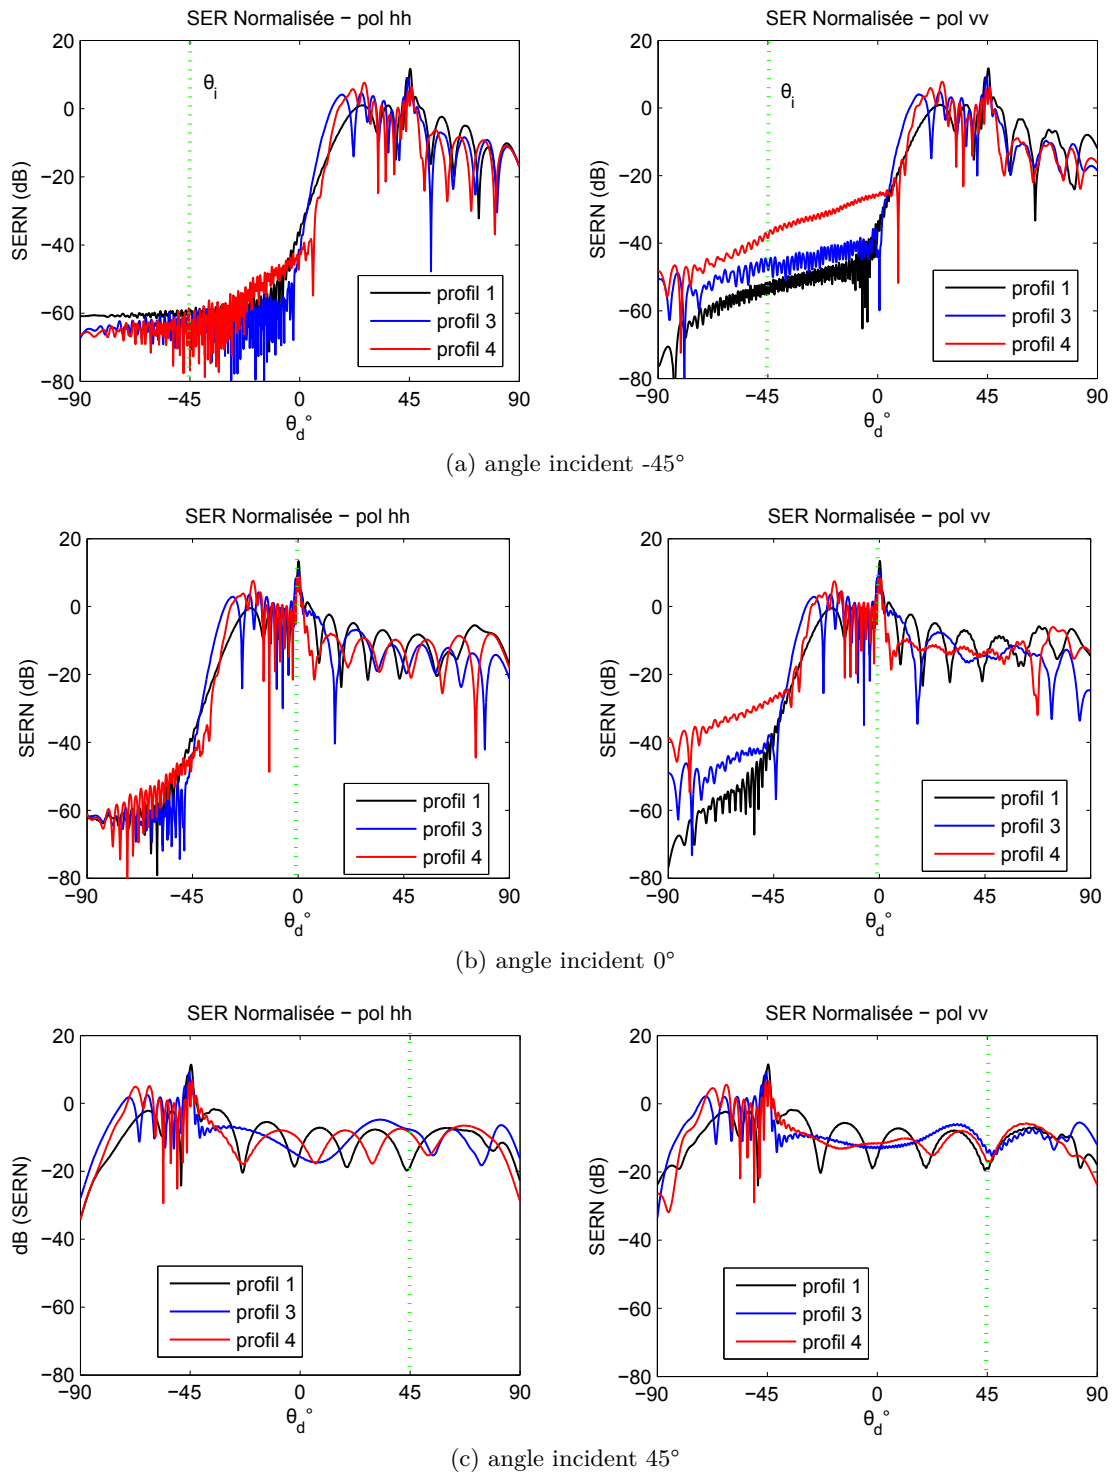 SER Normalisée − pol hh
SER Normalisée − pol vv
20
0
−20
−40
−60
−80
SERN (dB)
θi
profil 1
profil 3
profil 4
−90
−45
0
45
90
θd°
20
0
−20
−40
−60
−80
SERN (dB)
θi
profil 1
profil 3
profil 4
−90
−45
0
45
90
θd°
(a) angle incident -45°
SER Normalisée − pol hh
SER Normalisée − pol vv
20
0
−20
−40
−60
−80
SERN (dB)
profil 1
profil 3
profil 4
−90
−45
0
45
90
θd°
20
0
−20
−40
−60
−80
SERN (dB)
profil 1
profil 3
profil 4
−90
−45
0
45
90
θd°
(b) angle incident 0°
SER Normalisée − pol hh
SER Normalisée − pol vv
20
0
−20
−40
−60
−80
dB (SERN)
profil 1
profil 3
profil 4
−90
−45
0
45
90
θd°
20
0
−20
−40
−60
−80
SERN (dB)
profil 1
profil 3
profil 4
−90
−45
0
45
90
θd°
(c) angle incident 45°